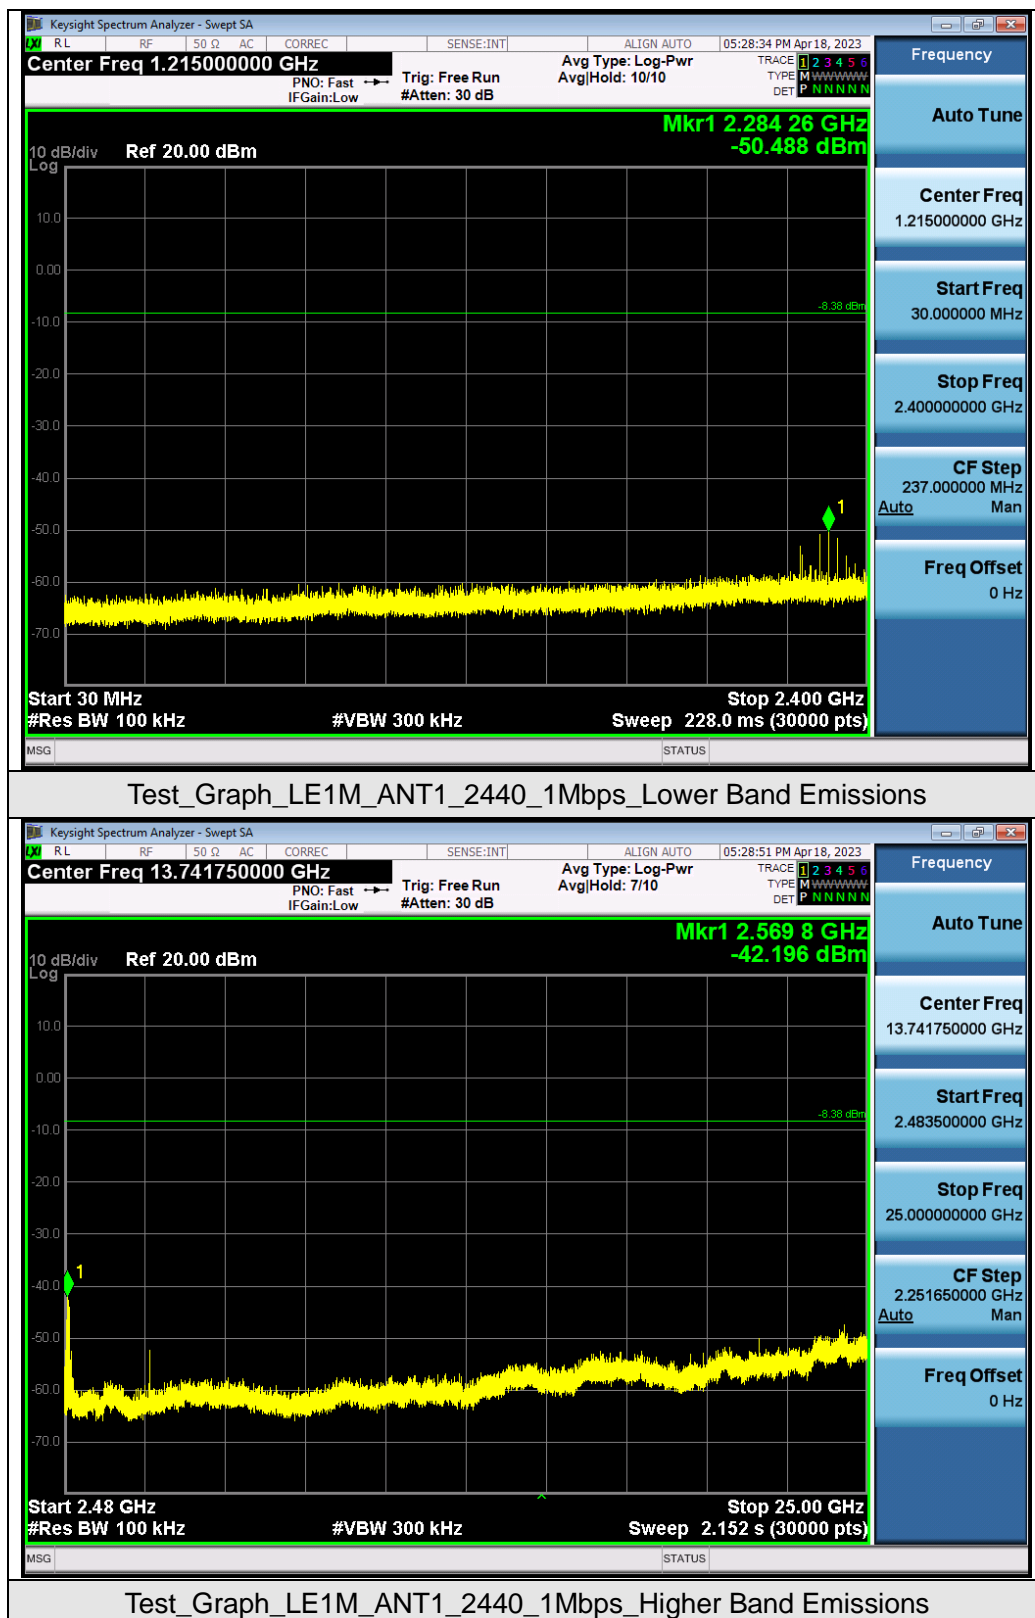 Keysight Spectrum Analyzer - Swept SA
LXI RL RF 50 Ω AC CORREC SENSE:INT ALIGN AUTO 05:28:34 PM Apr 18, 2023
Center Freq 1.215000000 GHz
PNO: Fast
IFGain:Low
Trig: Free Run
#Atten: 30 dB
Avg Type: Log-Pwr
Avg|Hold: 10/10
TRACE 1 2 3 4 5 6
TYPE M WWWWW
DET P N N N N N
Mkr1 2.284 26 GHz
-50.488 dBm
10 dB/div Ref 20.00 dBm
Log
10.0
0.00
-8.38 dBm
-10.0
-20.0
-30.0
-40.0
1
-50.0
-60.0
-70.0
Start 30 MHz Stop 2.400 GHz
#Res BW 100 kHz #VBW 300 kHz Sweep 228.0 ms (30000 pts)
MSG STATUS
Frequency
Auto Tune
Center Freq
1.215000000 GHz
Start Freq
30.000000 MHz
Stop Freq
2.400000000 GHz
CF Step
237.000000 MHz
Auto Man
Freq Offset
0 Hz
Test_Graph_LE1M_ANT1_2440_1Mbps_Lower Band Emissions
Keysight Spectrum Analyzer - Swept SA
LXI RL RF 50 Ω AC CORREC SENSE:INT ALIGN AUTO 05:28:51 PM Apr 18, 2023
Center Freq 13.741750000 GHz
PNO: Fast
IFGain:Low
Trig: Free Run
#Atten: 30 dB
Avg Type: Log-Pwr
Avg|Hold: 7/10
TRACE 1 2 3 4 5 6
TYPE M WWWWW
DET P N N N N N
Mkr1 2.569 8 GHz
-42.196 dBm
10 dB/div Ref 20.00 dBm
Log
10.0
0.00
-8.38 dBm
-10.0
-20.0
-30.0
1
-40.0
-50.0
-60.0
-70.0
Start 2.48 GHz Stop 25.00 GHz
#Res BW 100 kHz #VBW 300 kHz Sweep 2.152 s (30000 pts)
MSG STATUS
Frequency
Auto Tune
Center Freq
13.741750000 GHz
Start Freq
2.483500000 GHz
Stop Freq
25.000000000 GHz
CF Step
2.251650000 GHz
Auto Man
Freq Offset
0 Hz
Test_Graph_LE1M_ANT1_2440_1Mbps_Higher Band Emissions